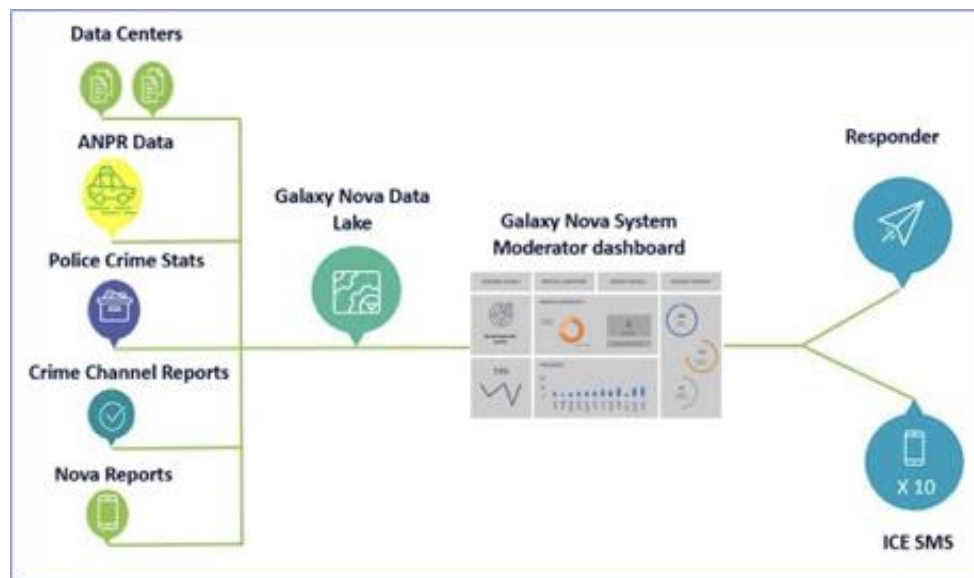 Data Centers
ANPR Data
Police Crime Stats
Crime Channel Reports
Nova Reports
Galaxy Nova Data
Lake
Galaxy Nova System
Moderator dashboard
Responder
X 10
ICE SMS